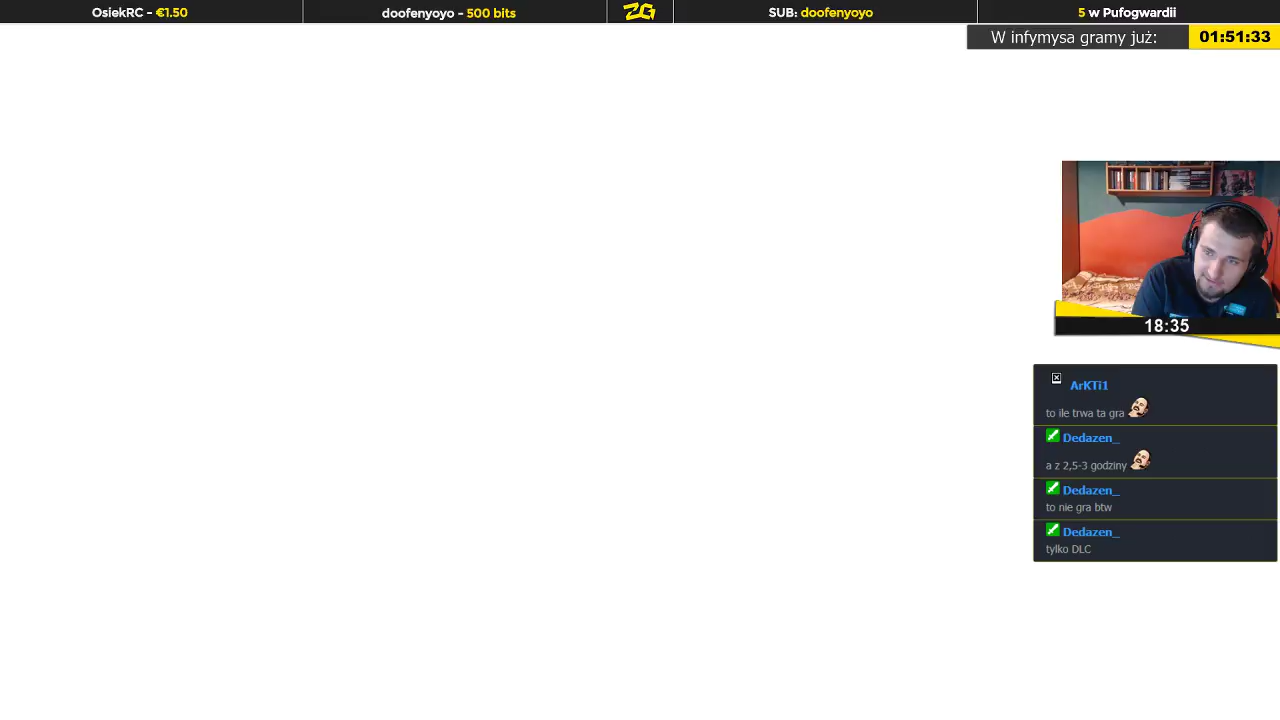 OsiekRC - €1.50
doofenyoyo - 500 bits
ZG
SUB: doofenyoyo
5 w Pufogwardii
W infymysa gramy już:
01:51:33
18:35
ArKTi1
to ile trwa ta gra
Dedazen_
a z 2,5-3 godziny
Dedazen_
to nie gra btw
Dedazen_
tylko DLC